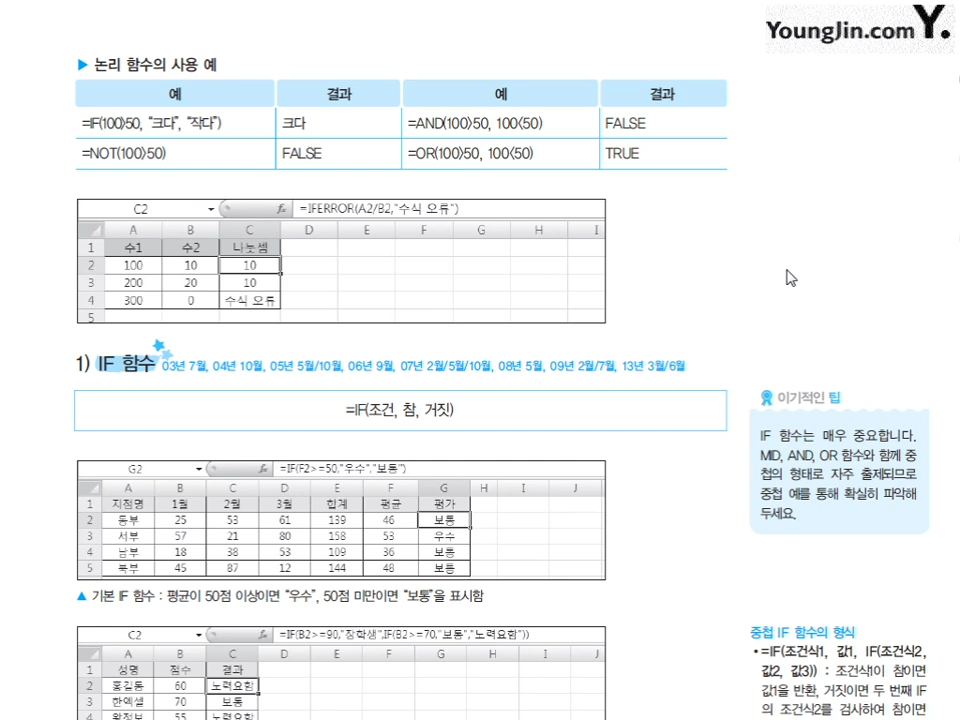 YoungJin.com Y.
▶ 논리 함수의 사용 예
예 결과 예 결과
=IF(100>50, “크다”, “작다”) 크다 =AND(100>50, 100<50) FALSE
=NOT(100>50) FALSE =OR(100>50, 100<50) TRUE
C2 fx =IFERROR(A2/B2,"수식 오류")
A B C D E F G H I
1 수1 수2 나눗셈
2 100 10 10
3 200 20 10
4 300 0 수식 오류
5
1) IF 함수 03년 7월, 04년 10월, 05년 5월/10월, 06년 9월, 07년 2월/5월/10월, 08년 5월, 09년 2월/7월, 13년 3월/6월
=IF(조건, 참, 거짓)
G2 fx =IF(F2>=50,"우수","보통")
A B C D E F G H I J
1 지점명 1월 2월 3월 합계 평균 평가
2 동부 25 53 61 139 46 보통
3 서부 57 21 80 158 53 우수
4 남부 18 38 53 109 36 보통
5 북부 45 87 12 144 48 보통
▲ 기본 IF 함수 : 평균이 50점 이상이면 “우수”, 50점 미만이면 “보통”을 표시함
C2 fx =IF(B2>=90,"장학생",IF(B2>=70,"보통","노력요함"))
A B C D E F G H I J
1 성명 점수 결과
2 홍길동 60 노력요함
3 한엑셀 70 보통
4 왕정보 55 노력요함
이기적인 팁
IF 함수는 매우 중요합니다.
MID, AND, OR 함수와 함께 중
첩의 형태로 자주 출제되므로
중첩 예를 통해 확실히 파악해
두세요.
중첩 IF 함수의 형식
• =IF(조건식1, 값1, IF(조건식2,
값2, 값3)) : 조건식1이 참이면
값1을 반환, 거짓이면 두 번째 IF
의 조건식2를 검사하여 참이면